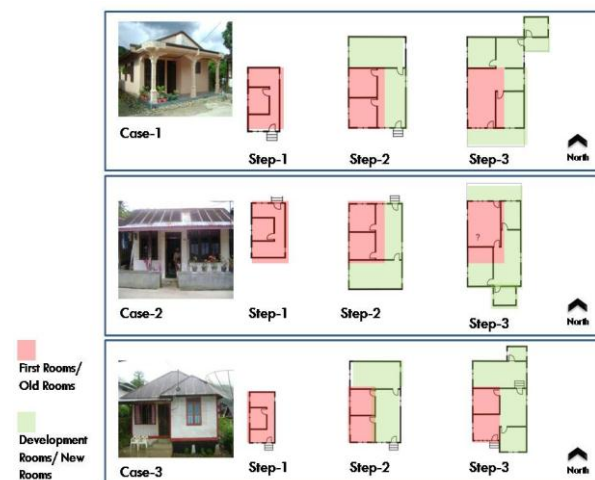 Case-1
Step-1
Step-2
Step-3
North
Case-2
Step-1
Step-2
?
Step-3
North
First Rooms/
Old Rooms
Development
Rooms/ New
Rooms
Case-3
Step-1
Step-2
Step-3
North